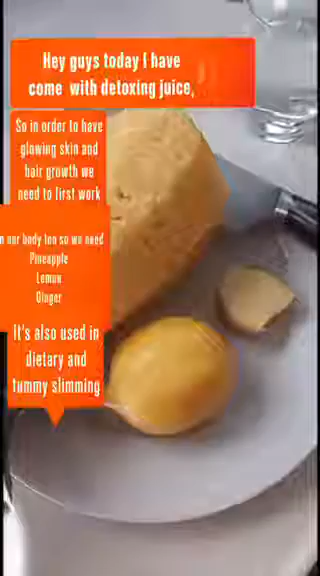 Hey guys today I have
come with detoxing juice,
So in order to have
glowing skin and
hair growth we
need to first work
n our body too so we need
Pineapple
Lemon
Ginger
It's also used in
dietary and
tummy slimming